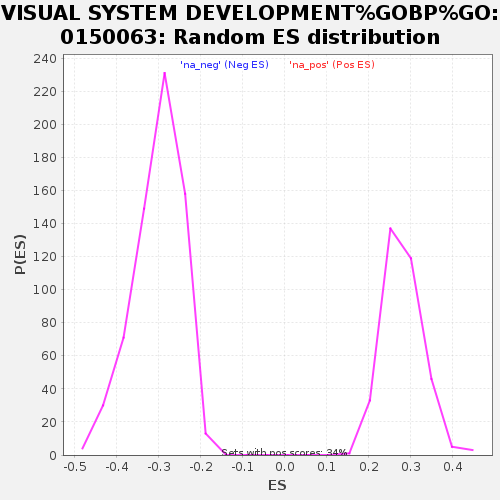 VISUAL SYSTEM DEVELOPMENT%GOBP%GO:
0150063: Random ES distribution
'na_neg' (Neg ES) 'na_pos' (Pos ES)
240
220
200
180
160
140
120
100
80
60
40
20
0
P(ES)
Sets with pos scores: 34%
-0.5 -0.4 -0.3 -0.2 -0.1 0.0 0.1 0.2 0.3 0.4
ES